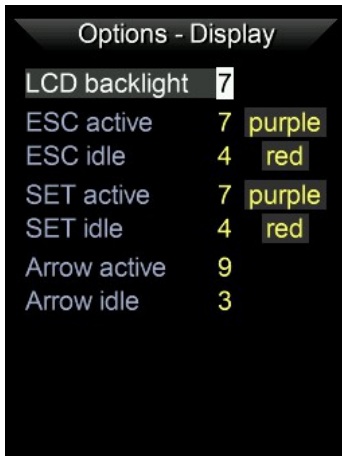 Options - Display
LCD backlight 7
ESC active 7 purple
ESC idle 4 red
SET active 7 purple
SET idle 4 red
Arrow active 9
Arrow idle 3